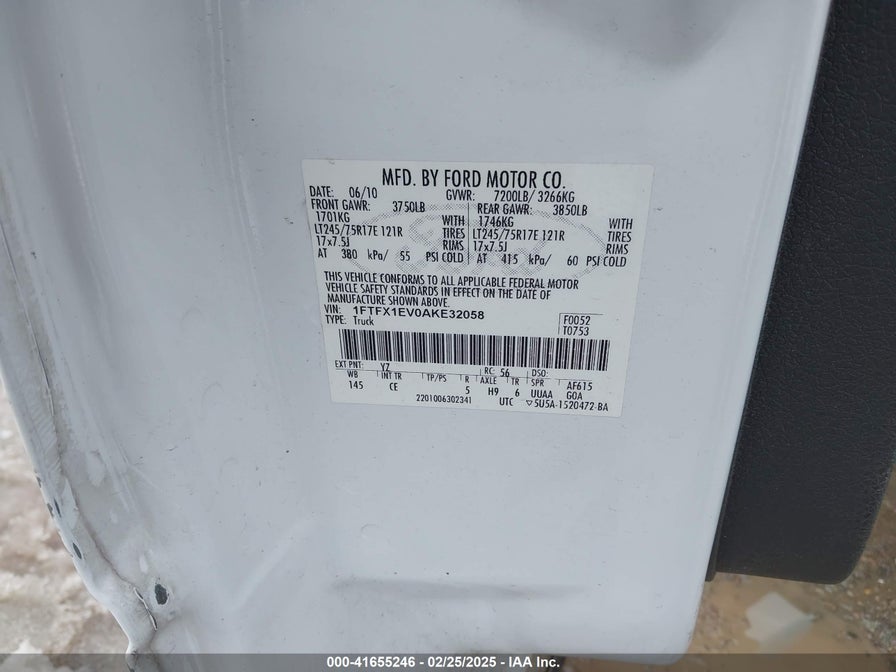 MFD. BY FORD MOTOR CO.
DATE: 06/10 GVWR: 7200LB/ 3266KG
FRONT GAWR: 3750LB REAR GAWR: 3850LB
1701KG WITH 1746KG WITH
LT245/75R17E 121R TIRES LT245/75R17E 121R TIRES
17x7.5J RIMS 17x7.5J RIMS
AT 380 kPa/ 55 PSI COLD AT 415 kPa/ 60 PSI COLD
THIS VEHICLE CONFORMS TO ALL APPLICABLE FEDERAL MOTOR
VEHICLE SAFETY STANDARDS IN EFFECT ON THE DATE OF
MANUFACTURE SHOWN ABOVE.
VIN: 1FTFX1EV0AKE32058 F0052
TYPE: Truck T0753
EXT PNT: YZ RC: 56 DSO:
WB INT TR TP/PS R AXLE TR SPR AF615
145 CE 5 H9 6 UUAA GOA
2201006302341 UTC ▽5U5A-1520472-BA
000-41655246 - 02/25/2025 - IAA Inc.